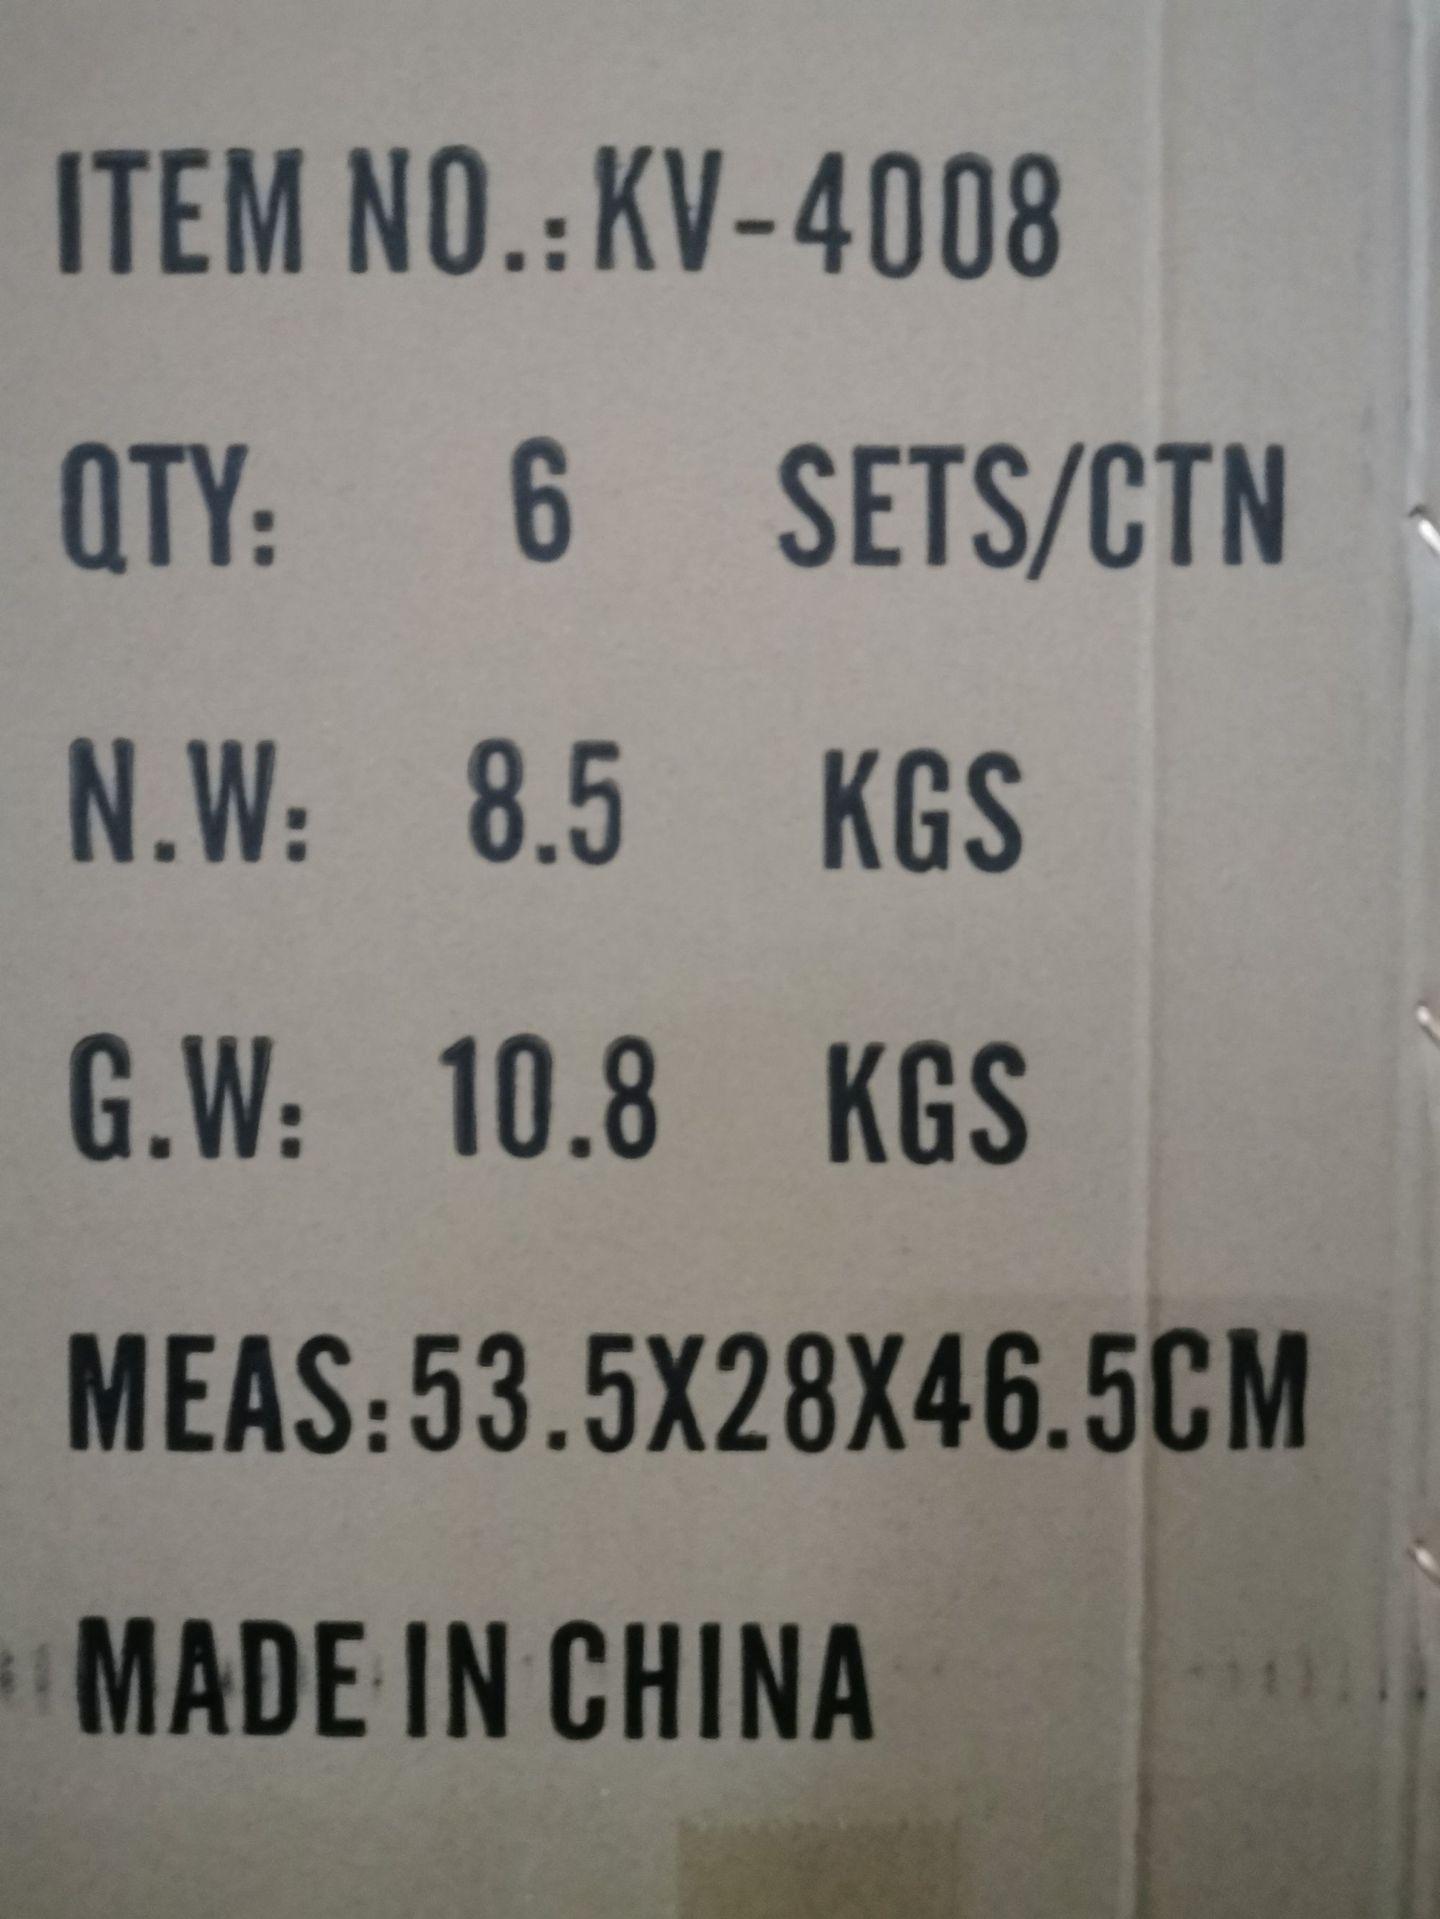 ITEM NO.:KV-4008
QTY: 6 SETS/CTN
N.W: 8.5 KGS
G.W: 10.8 KGS
MEAS:53.5X28X46.5CM
MADE IN CHINA